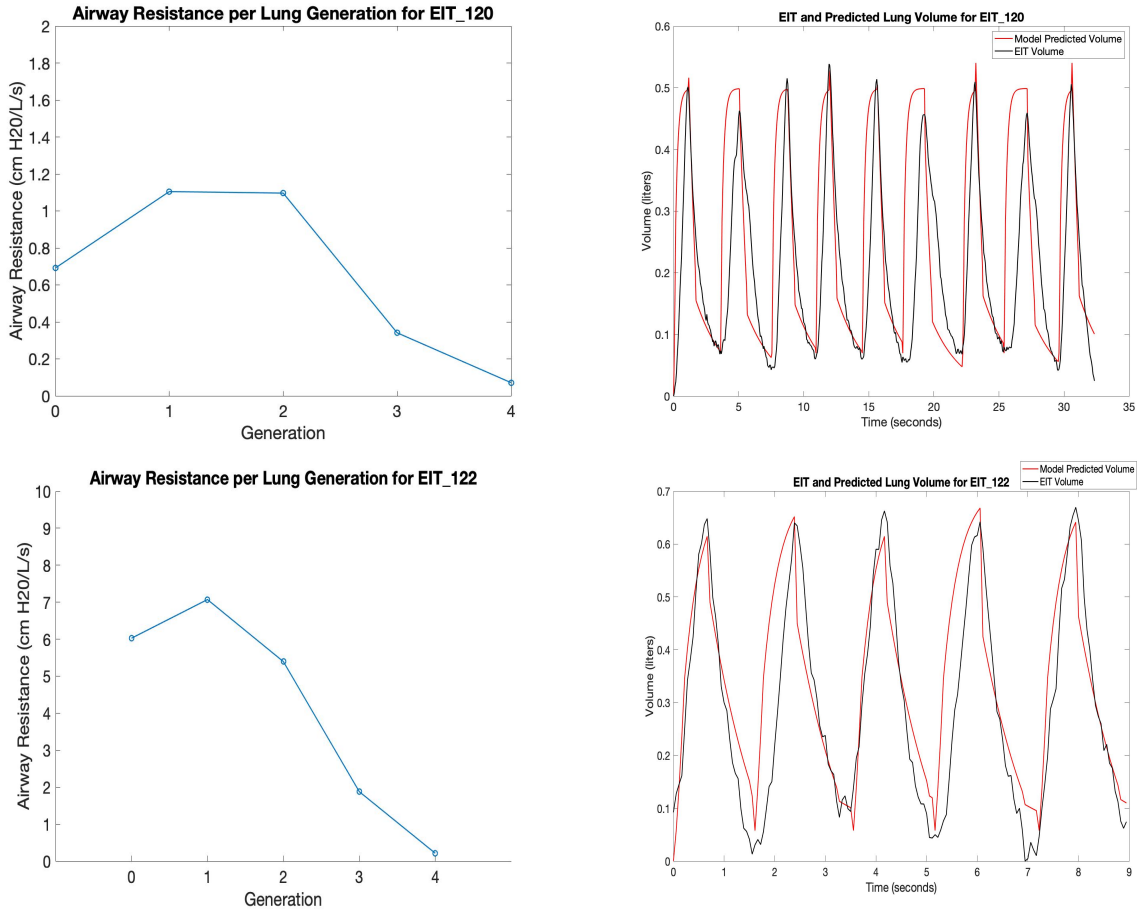 Airway Resistance per Lung Generation for EIT_120
Airway Resistance (cm H20/L/s)
2
1.8
1.6
1.4
1.2
1
0.8
0.6
0.4
0.2
0
0 1 2 3 4
Generation
EIT and Predicted Lung Volume for EIT_120
Model Predicted Volume
EIT Volume
Volume (liters)
0.6
0.5
0.4
0.3
0.2
0.1
0
0 5 10 15 20 25 30 35
Time (seconds)
Airway Resistance per Lung Generation for EIT_122
Airway Resistance (cm H20/L/s)
10
9
8
7
6
5
4
3
2
1
0
0 1 2 3 4
Generation
EIT and Predicted Lung Volume for EIT_122
Model Predicted Volume
EIT Volume
Volume (liters)
0.7
0.6
0.5
0.4
0.3
0.2
0.1
0
0 1 2 3 4 5 6 7 8 9
Time (seconds)